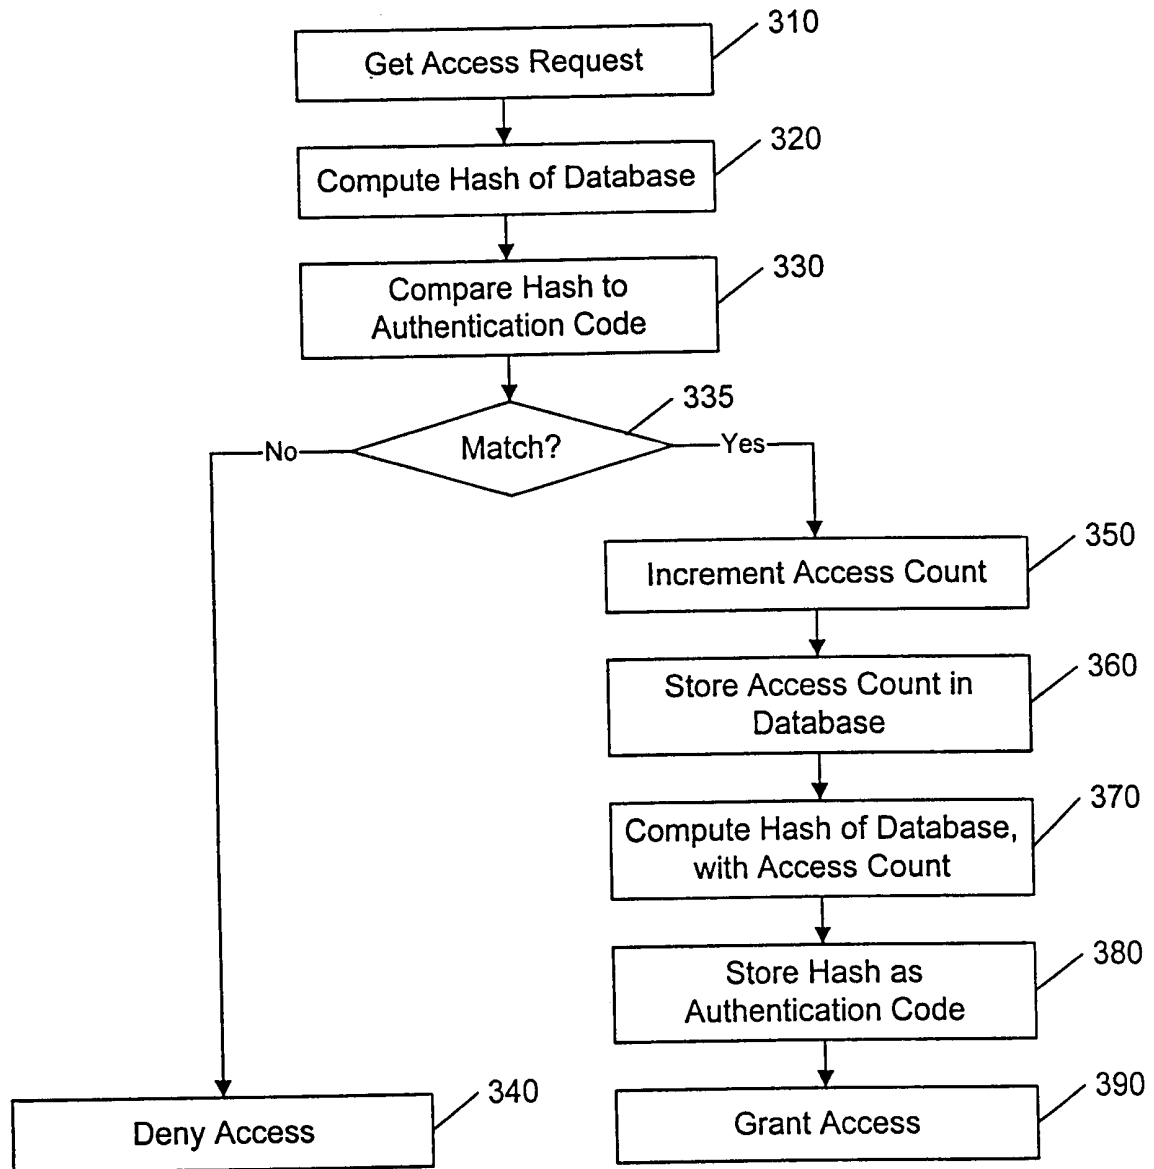 310
Get Access Request
320
Compute Hash of Database
330
Compare Hash to
Authentication Code
335
Match?
No
Yes
350
Increment Access Count
360
Store Access Count in
Database
370
Compute Hash of Database,
with Access Count
380
Store Hash as
Authentication Code
340
Deny Access
390
Grant Access